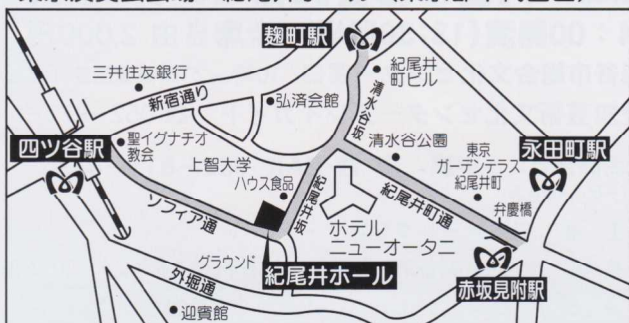 麹町駅
紀尾井
町ビル
三井住友銀行
新宿通り
弘済会館
清水谷坂
四ツ谷駅
聖イグナチオ
教会
上智大学
清水谷公園
東京
ガーデンテラス
紀尾井町
永田町駅
ハウス食品
紀尾井坂
紀尾井町通
弁慶橋
ソフィア通
ホテル
ニューオータニ
グラウンド
紀尾井ホール
外堀通
赤坂見附駅
迎賓館